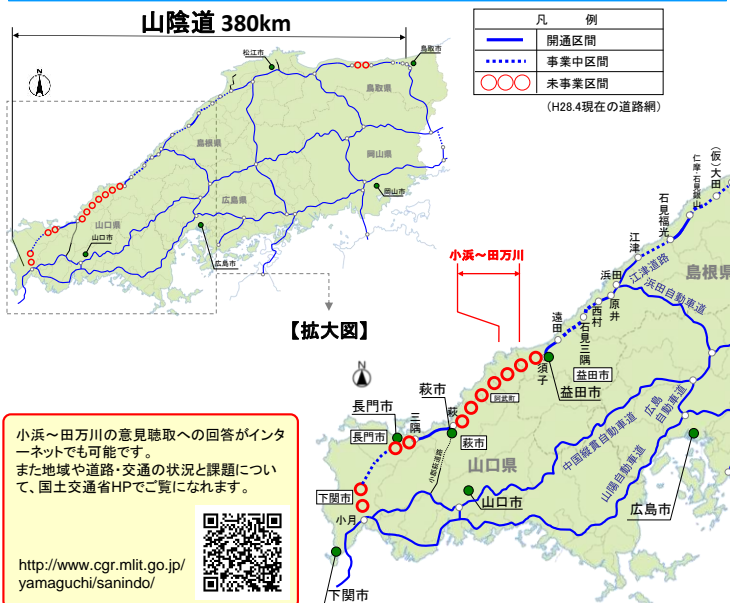 山陰道 380km
凡 例
開通区間
事業中区間
未事業区間
(H28.4現在の道路網)
N
松江市
鳥取市
鳥取県
島根県
岡山県
広島県
岡山市
山口県
山口市
広島市
【拡大図】
小浜～田万川
(仮)大田
仁摩・石見銀山
石見福光
江津
江津道路
島根県
浜田
浜田自動車道
原井
西村
石見三隅
遠田
須子
益田市
益田市
N
阿武町
萩市
萩
萩市
三隅
長門市
長門市
小郡萩道路
山口県
中国縦貫自動車道
広島自動車道
山陽自動車道
広島市
山口市
下関市
小月
下関市
小浜～田万川の意見聴取への回答がインタ
ーネットでも可能です。
また地域や道路・交通の状況と課題につい
て、国土交通省HPでご覧になれます。
http://www.cgr.mlit.go.jp/
yamaguchi/sanindo/